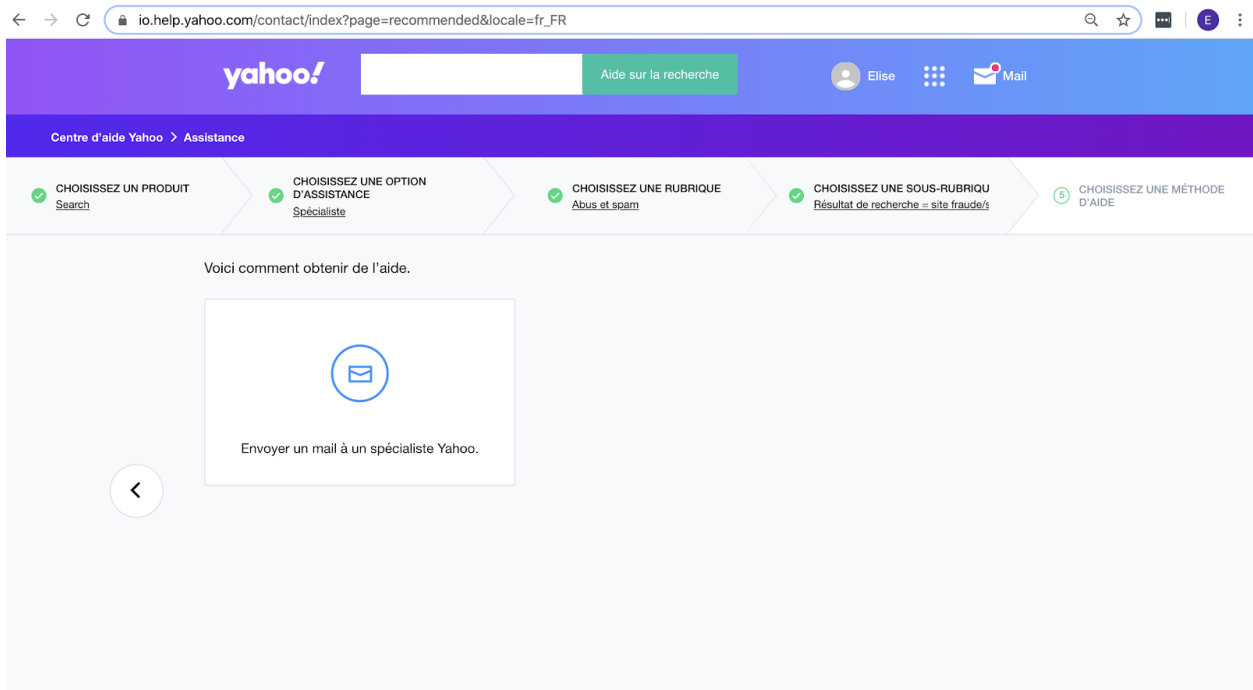 io.help.yahoo.com/contact/index?page=recommended&locale=fr_FR
E
yahoo!
Aide sur la recherche
Elise
Mail
Centre d'aide Yahoo > Assistance
CHOISISSEZ UN PRODUIT
Search
CHOISISSEZ UNE OPTION
D'ASSISTANCE
Spécialiste
CHOISISSEZ UNE RUBRIQUE
Abus et spam
CHOISISSEZ UNE SOUS-RUBRIQU
Résultat de recherche = site fraude/s
5
CHOISISSEZ UNE MÉTHODE
D'AIDE
Voici comment obtenir de l'aide.
Envoyer un mail à un spécialiste Yahoo.